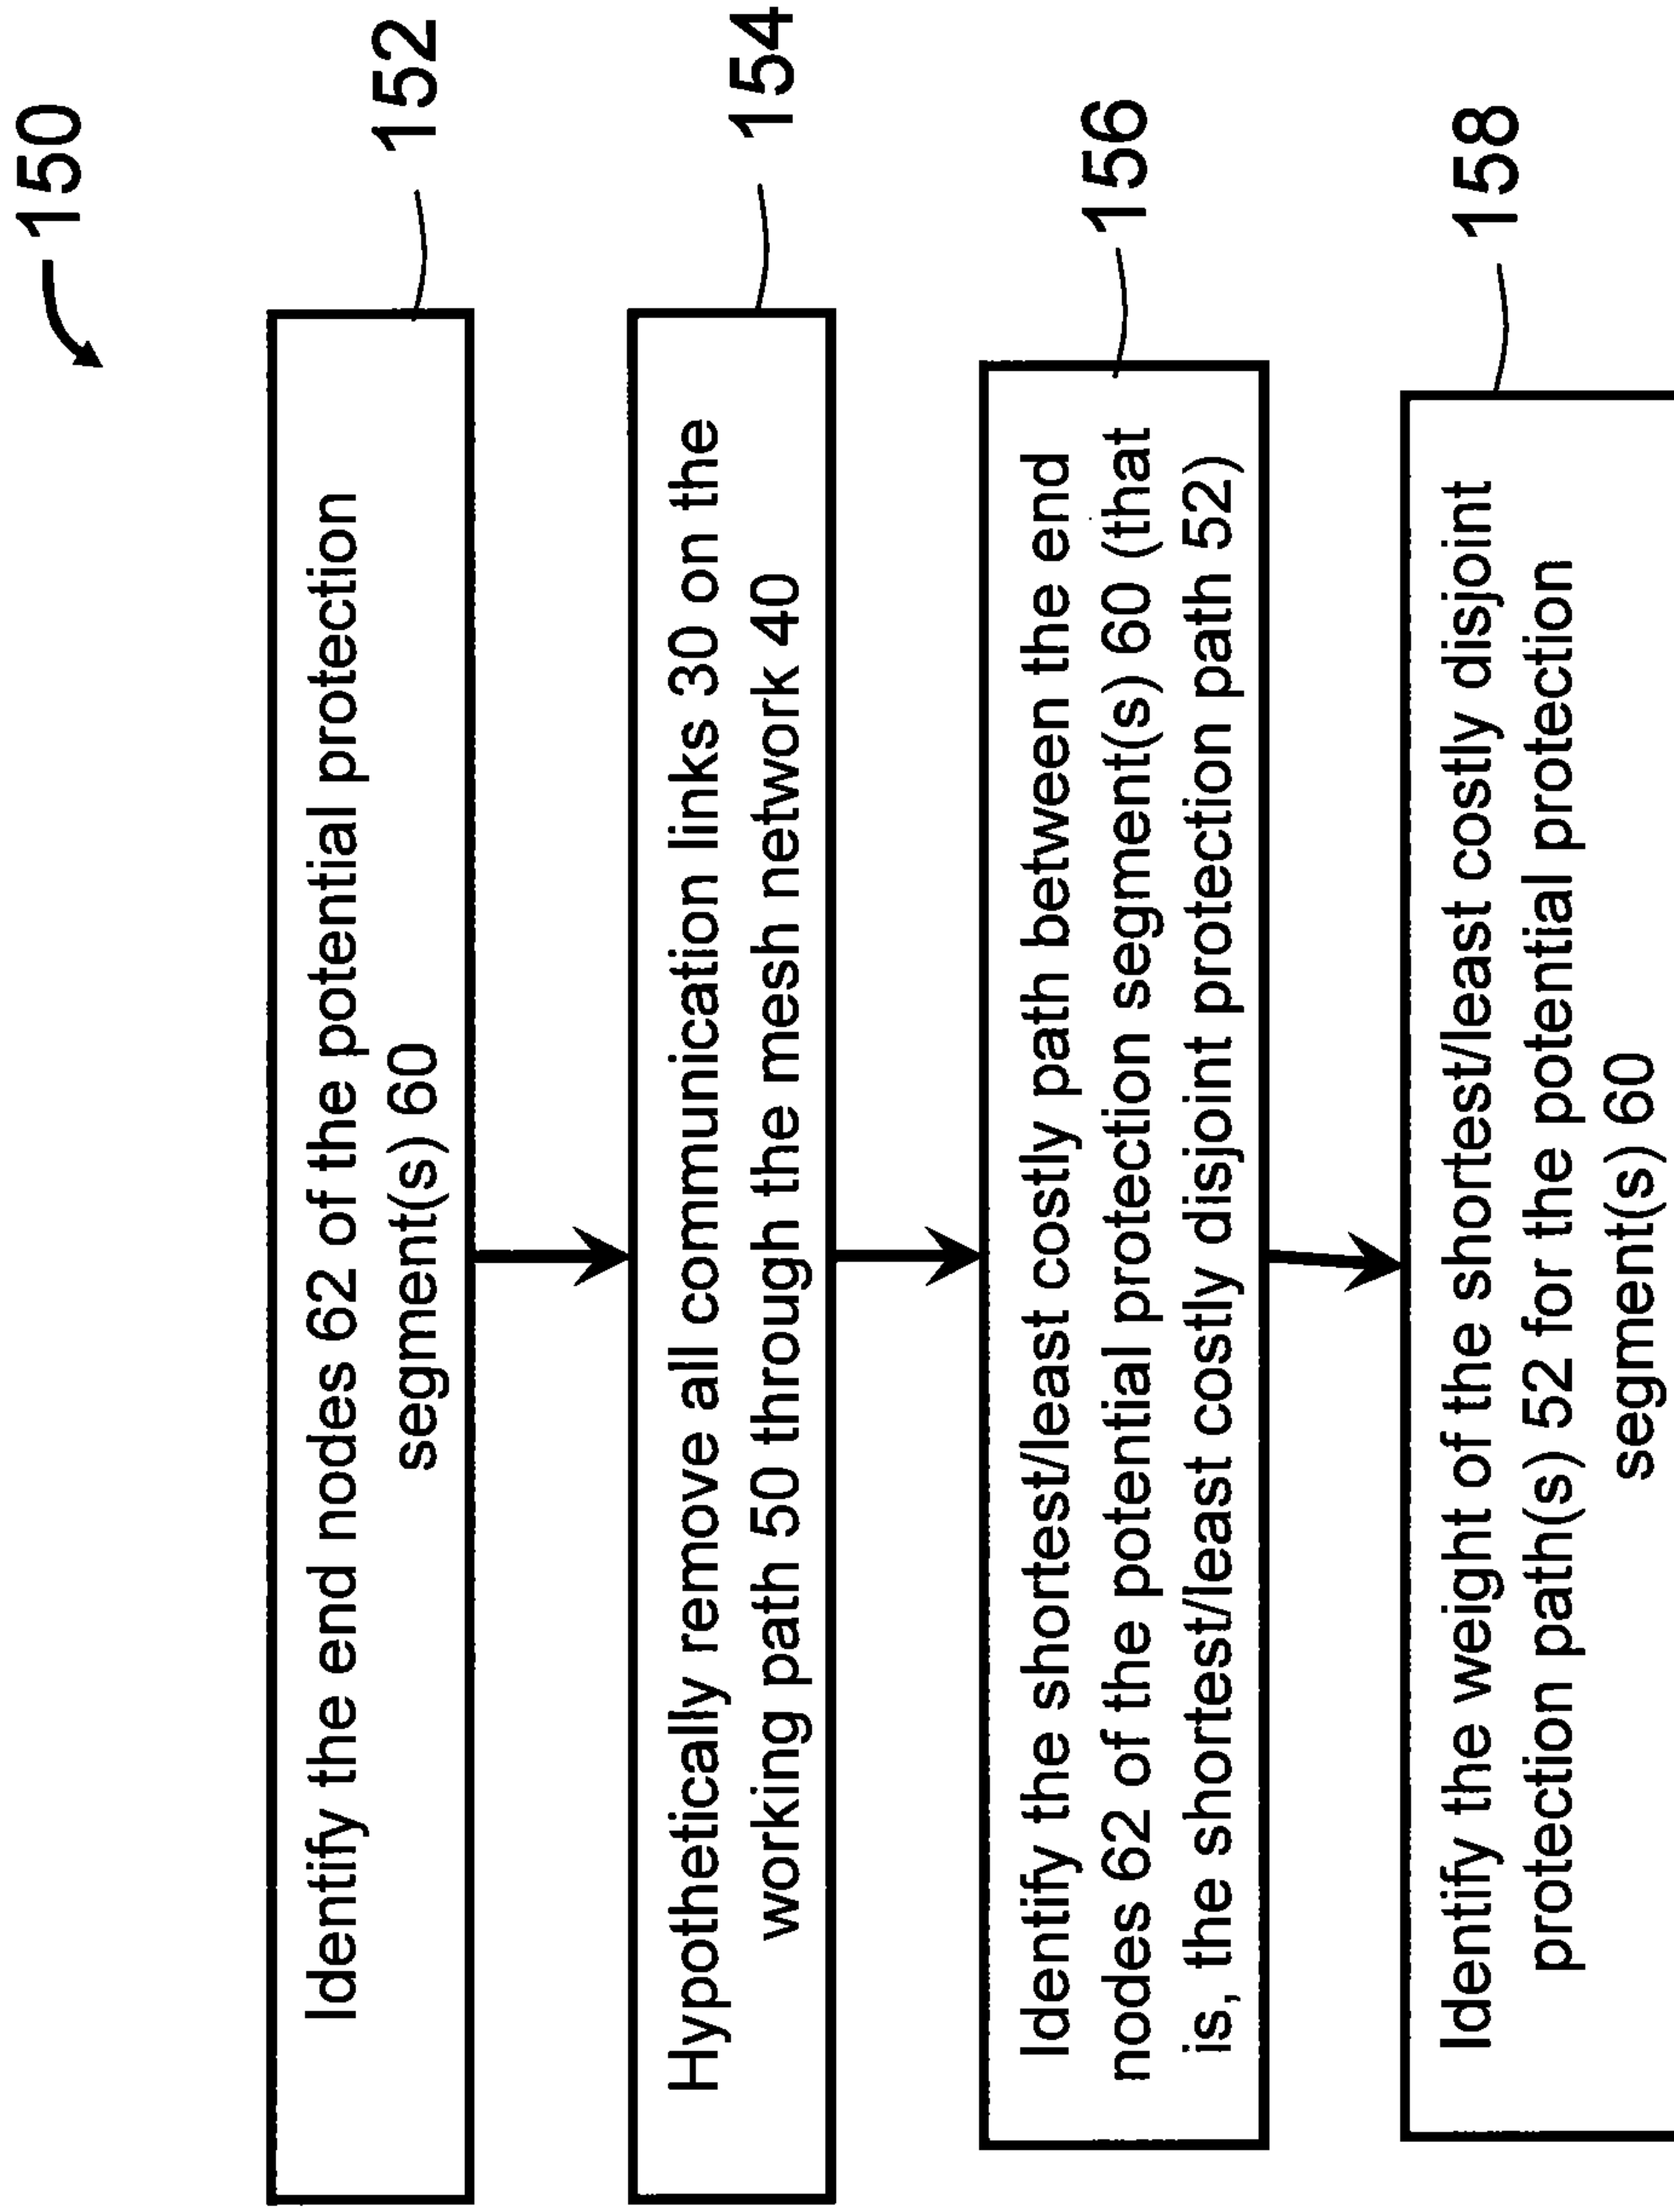 150
Identify the end nodes 62 of the potential protection
segment(s) 60
152
Hypothetically remove all communication links 30 on the
working path 50 through the mesh network 40
154
Identify the shortest/least costly path between the end
nodes 62 of the potential protection segment(s) 60 (that
is, the shortest/least costly disjoint protection path 52)
156
Identify the weight of the shortest/least costly disjoint
protection path(s) 52 for the potential protection
segment(s) 60
158